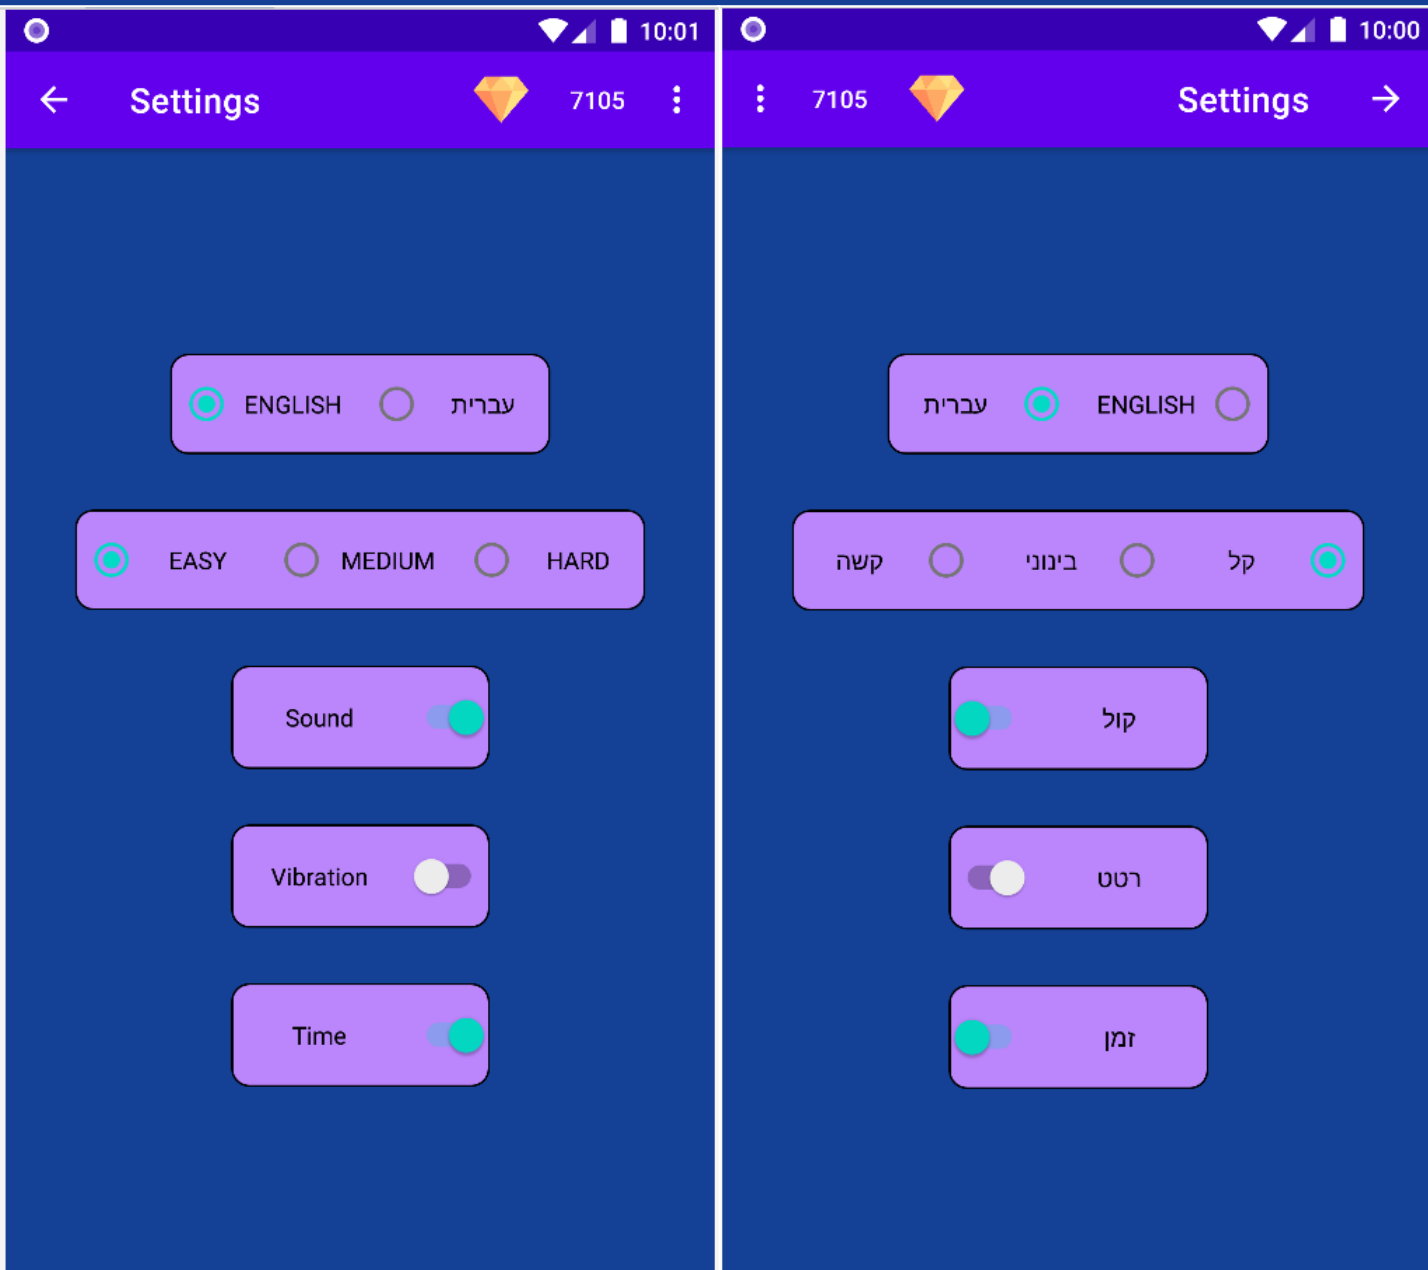 10:01
Settings 7105
ENGLISH עברית
EASY MEDIUM HARD
Sound
Vibration
Time
10:00
7105 Settings
ENGLISH עברית
קל בינוני קשה
קול
רטט
זמן